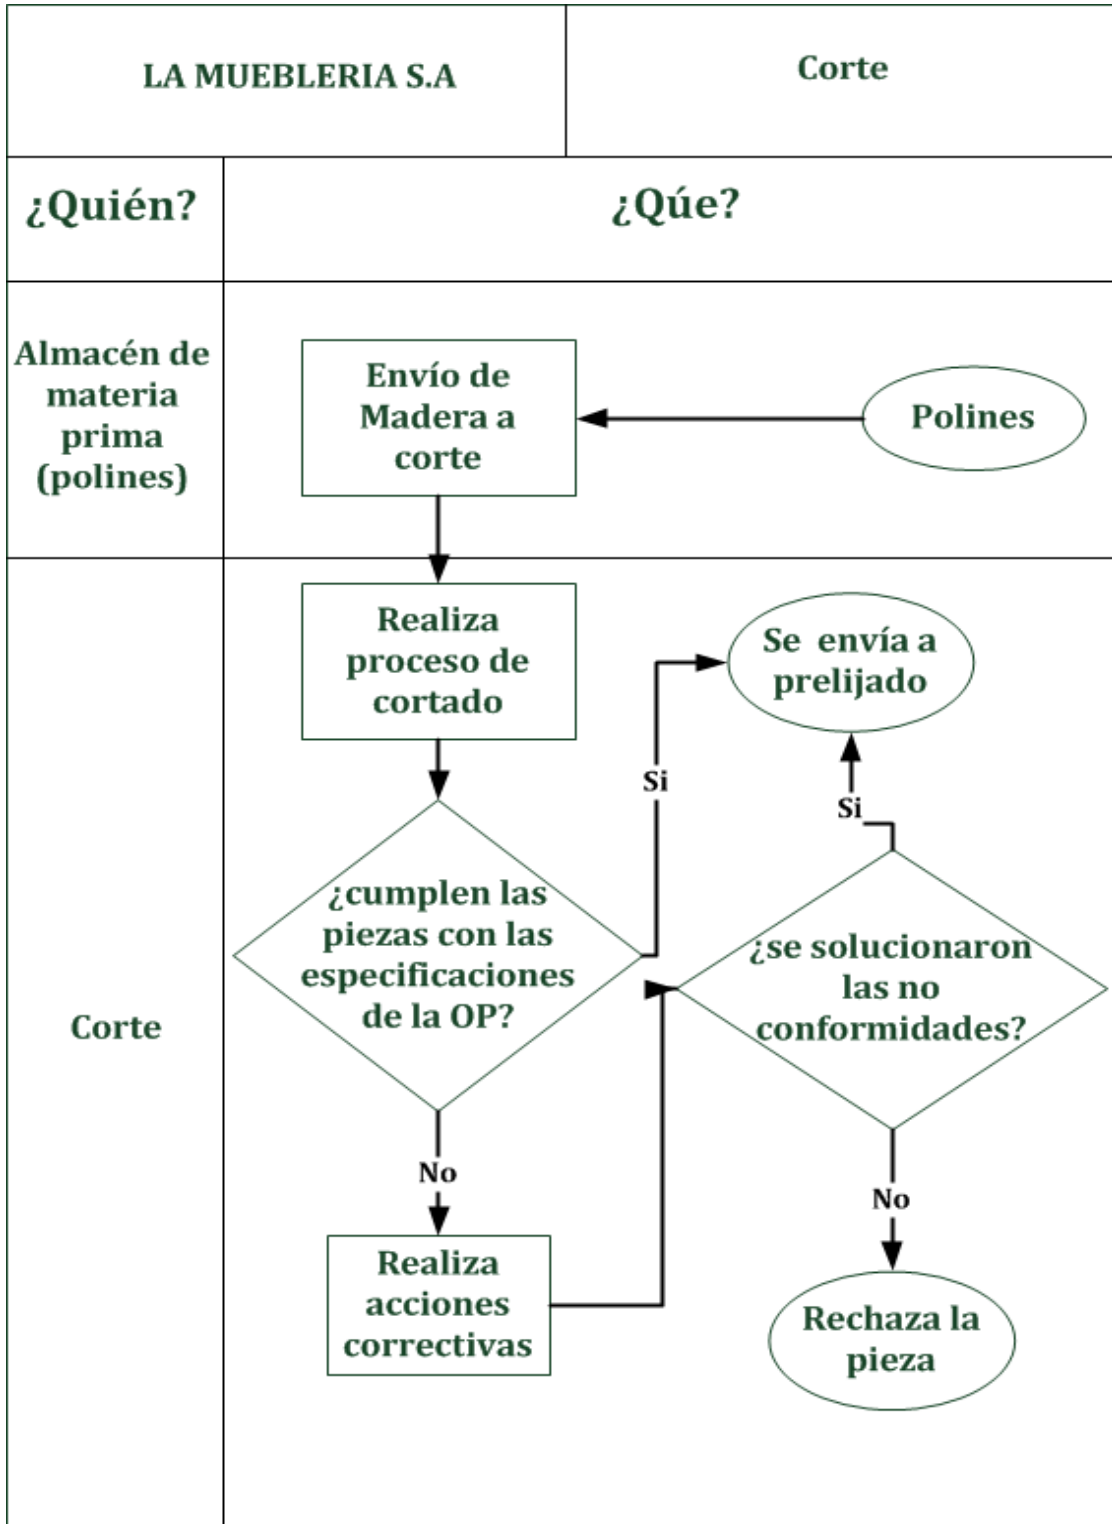 LA MUEBLERIA S.A
Corte
¿Quién?
¿Qúe?
Almacén de
materia
prima
(polines)
Envío de
Madera a
corte
Polines
Corte
Realiza
proceso de
cortado
Se envía a
prelijado
Si
Si
¿cumplen las
piezas con las
especificaciones
de la OP?
¿se solucionaron
las no
conformidades?
No
No
Realiza
acciones
correctivas
Rechaza la
pieza